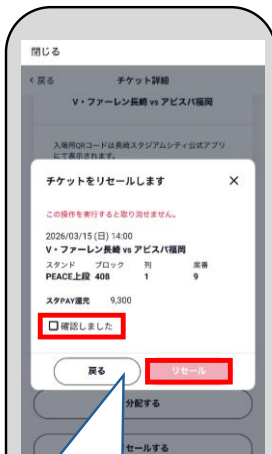 閉じる
< 戻る チケット詳細
V・ファーレン長崎 vs アビスパ福岡
入場用QRコードは長崎スタジアムシティ公式アプリ
にて表示されます。
チケットをリセールします ×
この操作を実行すると取り消せません。
2026/03/15 (日) 14:00
V・ファーレン長崎 vs アビスパ福岡
スタンド ブロック 列 席番
PEACE上段 408 1 9
スタPAY還元 9,300
確認しました
戻る リセール
分配する
セールする